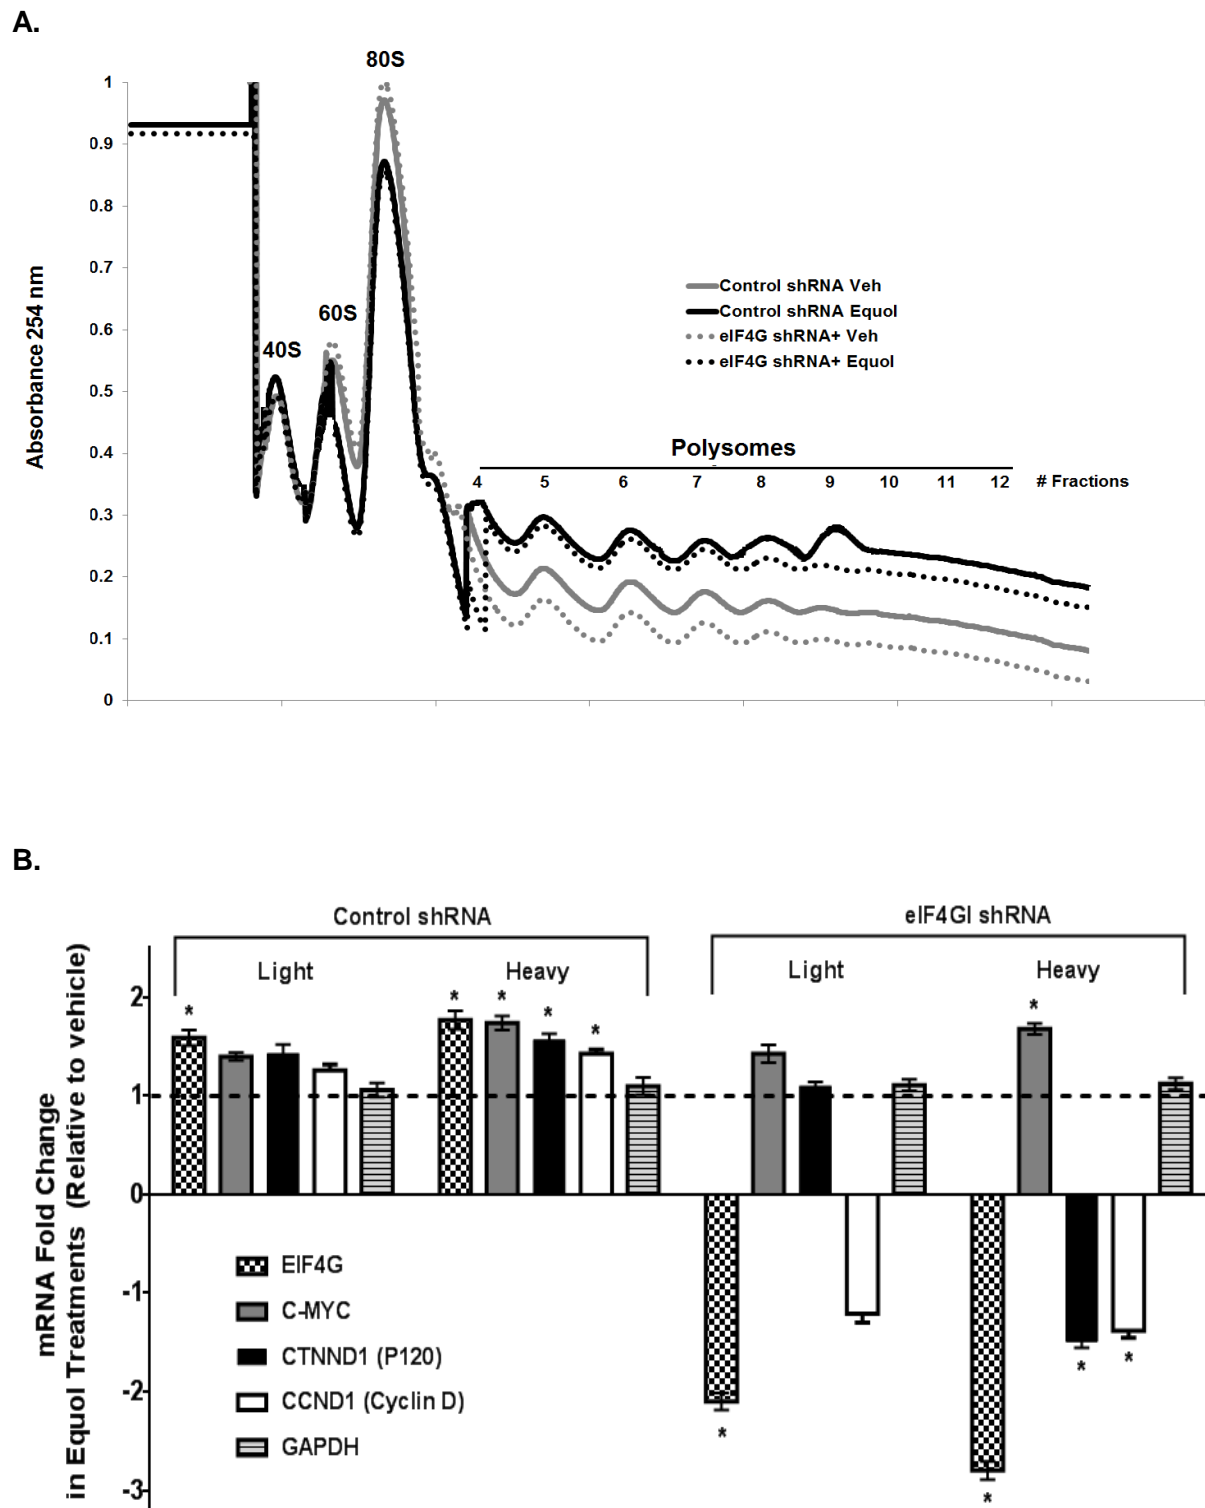 A.
80S
1
0.9
0.8
0.7
0.6
0.5
0.4
0.3
0.2
0.1
0
Absorbance 254 nm
60S
40S
Control shRNA Veh
Control shRNA Equol
eIF4G shRNA+ Veh
eIF4G shRNA+ Equol
Polysomes
4 5 6 7 8 9 10 11 12 # Fractions
B.
Control shRNA eIF4GI shRNA
Light Heavy Light Heavy
mRNA Fold Change
in Equol Treatments (Relative to vehicle)
2
1
0
-1
-2
-3
* * * * * *
* * * *
EIF4G
C-MYC
CTNND1 (P120)
CCND1 (Cyclin D)
GAPDH